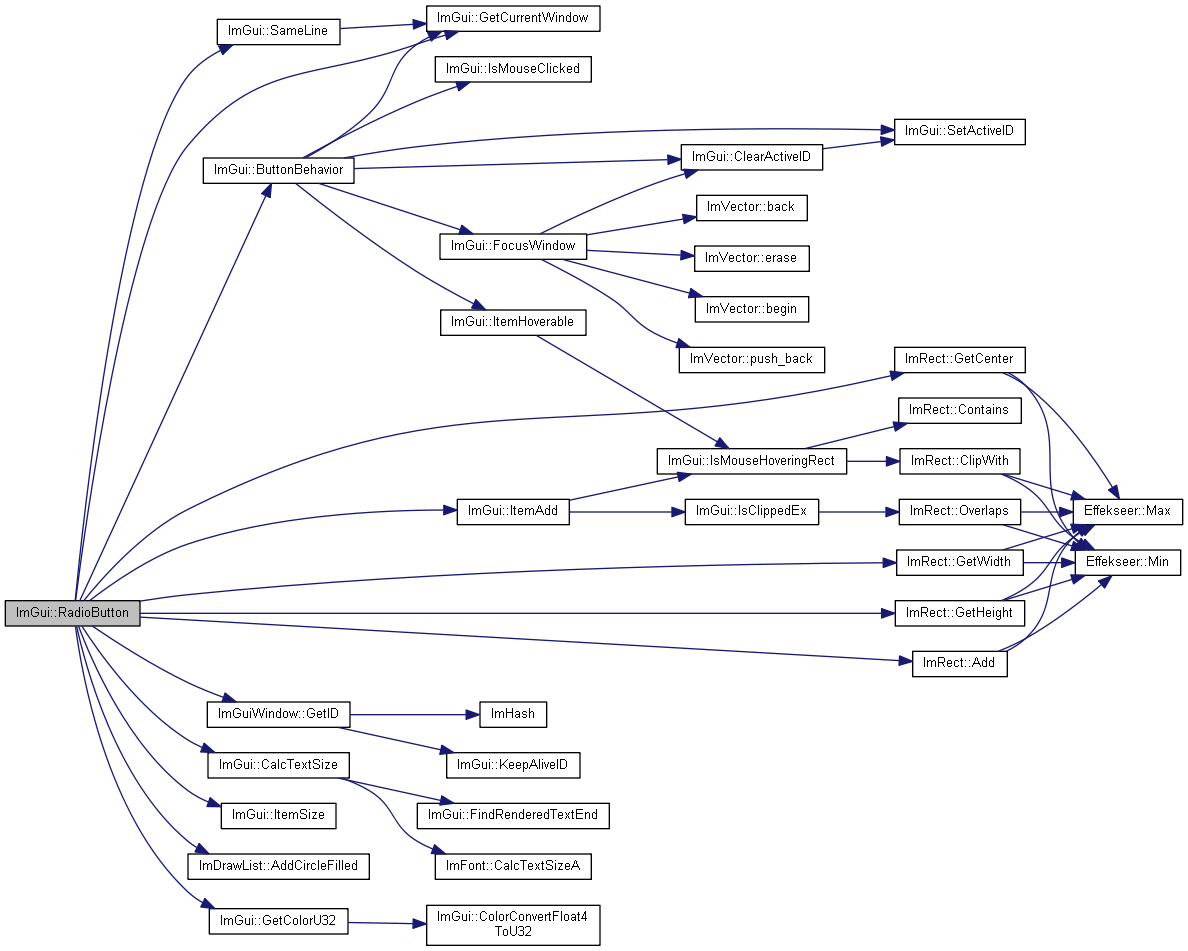 ImGui::GetCurrentWindow
ImGui::SameLine
ImGui::IsMouseClicked
ImGui::SetActiveID
ImGui::ClearActiveID
ImGui::ButtonBehavior
ImVector::back
ImGui::FocusWindow
ImVector::erase
ImVector::begin
ImGui::ItemHoverable
ImVector::push_back
ImRect::GetCenter
ImRect::Contains
ImGui::IsMouseHoveringRect
ImRect::ClipWith
ImGui::ItemAdd
ImGui::IsClippedEx
ImRect::Overlaps
Effekseer::Max
ImRect::GetWidth
Effekseer::Min
ImGui::RadioButton
ImRect::GetHeight
ImRect::Add
ImGuiWindow::GetID
ImHash
ImGui::CalcTextSize
ImGui::KeepAliveID
ImGui::ItemSize
ImGui::FindRenderedTextEnd
ImDrawList::AddCircleFilled
ImFont::CalcTextSizeA
ImGui::GetColorU32
ImGui::ColorConvertFloat4
ToU32